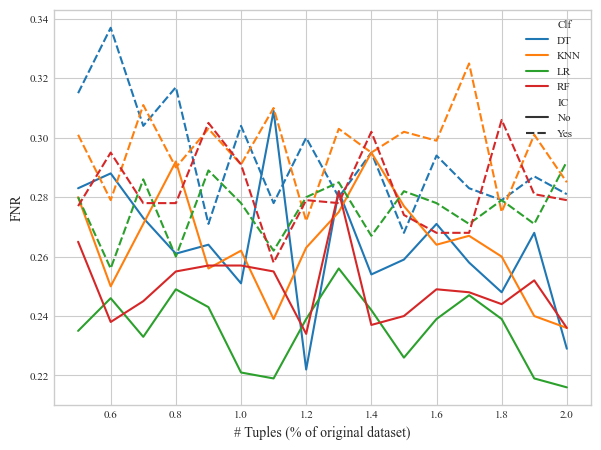 0.34
0.32
0.30
0.28
0.26
0.24
0.22
FNR
Clf
DT
KNN
LR
RF
IC
No
Yes
0.6 0.8 1.0 1.2 1.4 1.6 1.8 2.0
# Tuples (% of original dataset)